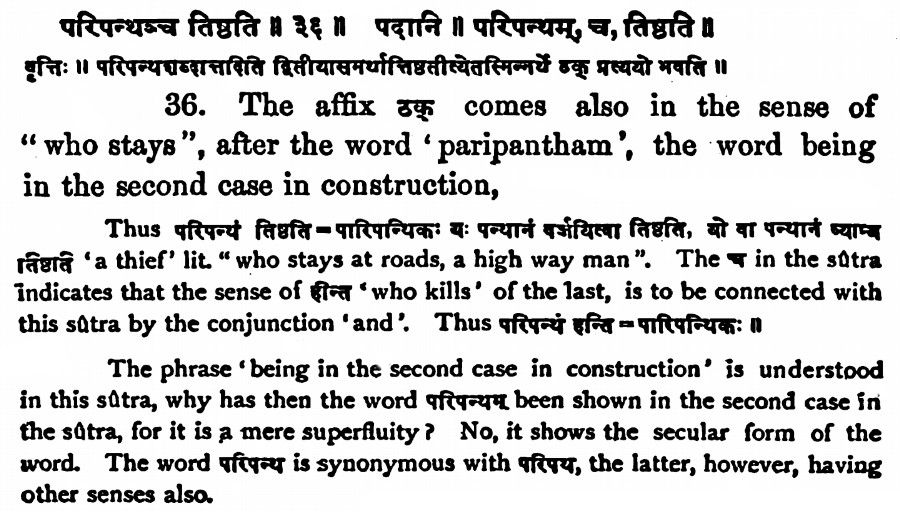 परिपन्थञ्च तिष्ठति ॥ ३६ ॥ पदानि ॥ परिपन्थम्, च, तिष्ठति ॥
वृत्तिः ॥ परिपन्थशब्दात्तदिति द्वितीयासमर्थात्तिष्ठतीत्येतस्मिन्नर्थे ठक् प्रत्ययो भवति ॥
36. The affix ठक् comes also in the sense of
“who stays”, after the word ‘paripantham’, the word being
in the second case in construction,
Thus परिपन्थं तिष्ठति = पारिपन्थिकः यः पन्थानं वर्जयित्वा तिष्ठति, यो वा पन्थानं व्याप्य
तिष्ठति ‘a thief’ lit. “who stays at roads, a high way man”. The च in the sûtra
indicates that the sense of हन्ति ‘who kills’ of the last, is to be connected with
this sûtra by the conjunction ‘and’. Thus परिपन्थं हन्ति = पारिपन्थिकः ॥
The phrase ‘being in the second case in construction’ is understood
in this sûtra, why has then the word परिपन्थम् been shown in the second case in
the sûtra, for it is a mere superfluity? No, it shows the secular form of the
word. The word परिपन्थ is synonymous with परिपथ, the latter, however, having
other senses also.